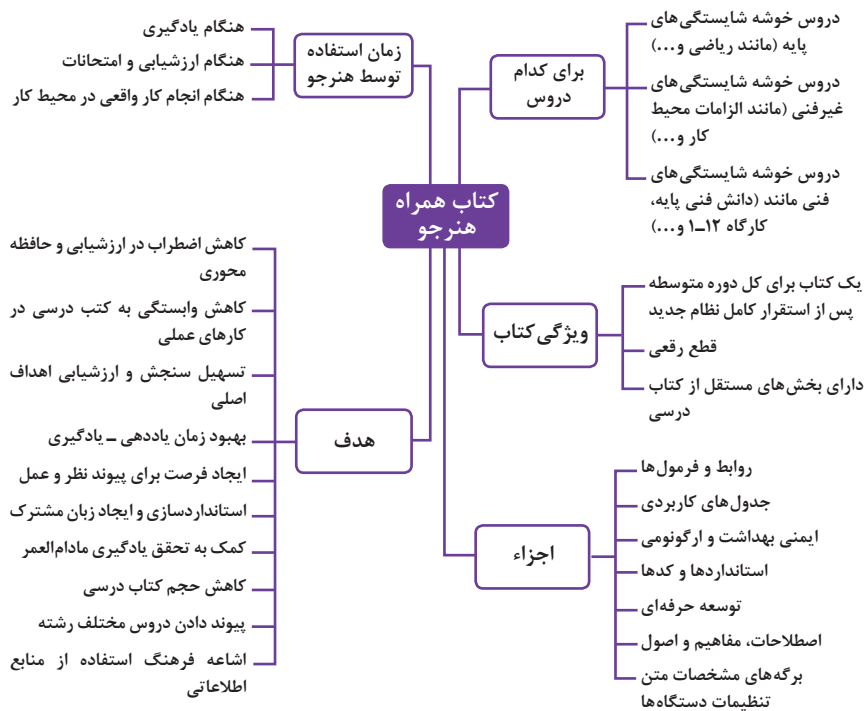 کتاب همراه
هنرجو
برای کدام
دروس
دروس خوشه شایستگی‌های
پایه (مانند ریاضی و...)
دروس خوشه شایستگی‌های
غیرفنی (مانند الزامات محیط
کار و...)
دروس خوشه شایستگی‌های
فنی مانند (دانش فنی پایه،
کارگاه ۱۲ــ۱ و...)
ویژگی کتاب
یک کتاب برای کل دوره متوسطه
پس از استقرار کامل نظام جدید
قطع رقعی
دارای بخش‌های مستقل از کتاب
درسی
اجزاء
روابط و فرمول‌ها
جدول‌های کاربردی
ایمنی بهداشت و ارگونومی
استانداردها و کدها
توسعه حرفه‌ای
اصطلاحات، مفاهیم و اصول
برگه‌های مشخصات متن
تنظیمات دستگاه‌ها
زمان استفاده
توسط هنرجو
هنگام یادگیری
هنگام ارزشیابی و امتحانات
هنگام انجام کار واقعی در محیط کار
هدف
کاهش اضطراب در ارزشیابی و حافظه
محوری
کاهش وابستگی به کتب درسی در
کارهای عملی
تسهیل سنجش و ارزشیابی اهداف
اصلی
بهبود زمان یاددهی ــ یادگیری
ایجاد فرصت برای پیوند نظر و عمل
استانداردسازی و ایجاد زبان مشترک
کمک به تحقق یادگیری مادام‌العمر
کاهش حجم کتاب درسی
پیوند دادن دروس مختلف رشته
اشاعه فرهنگ استفاده از منابع
اطلاعاتی